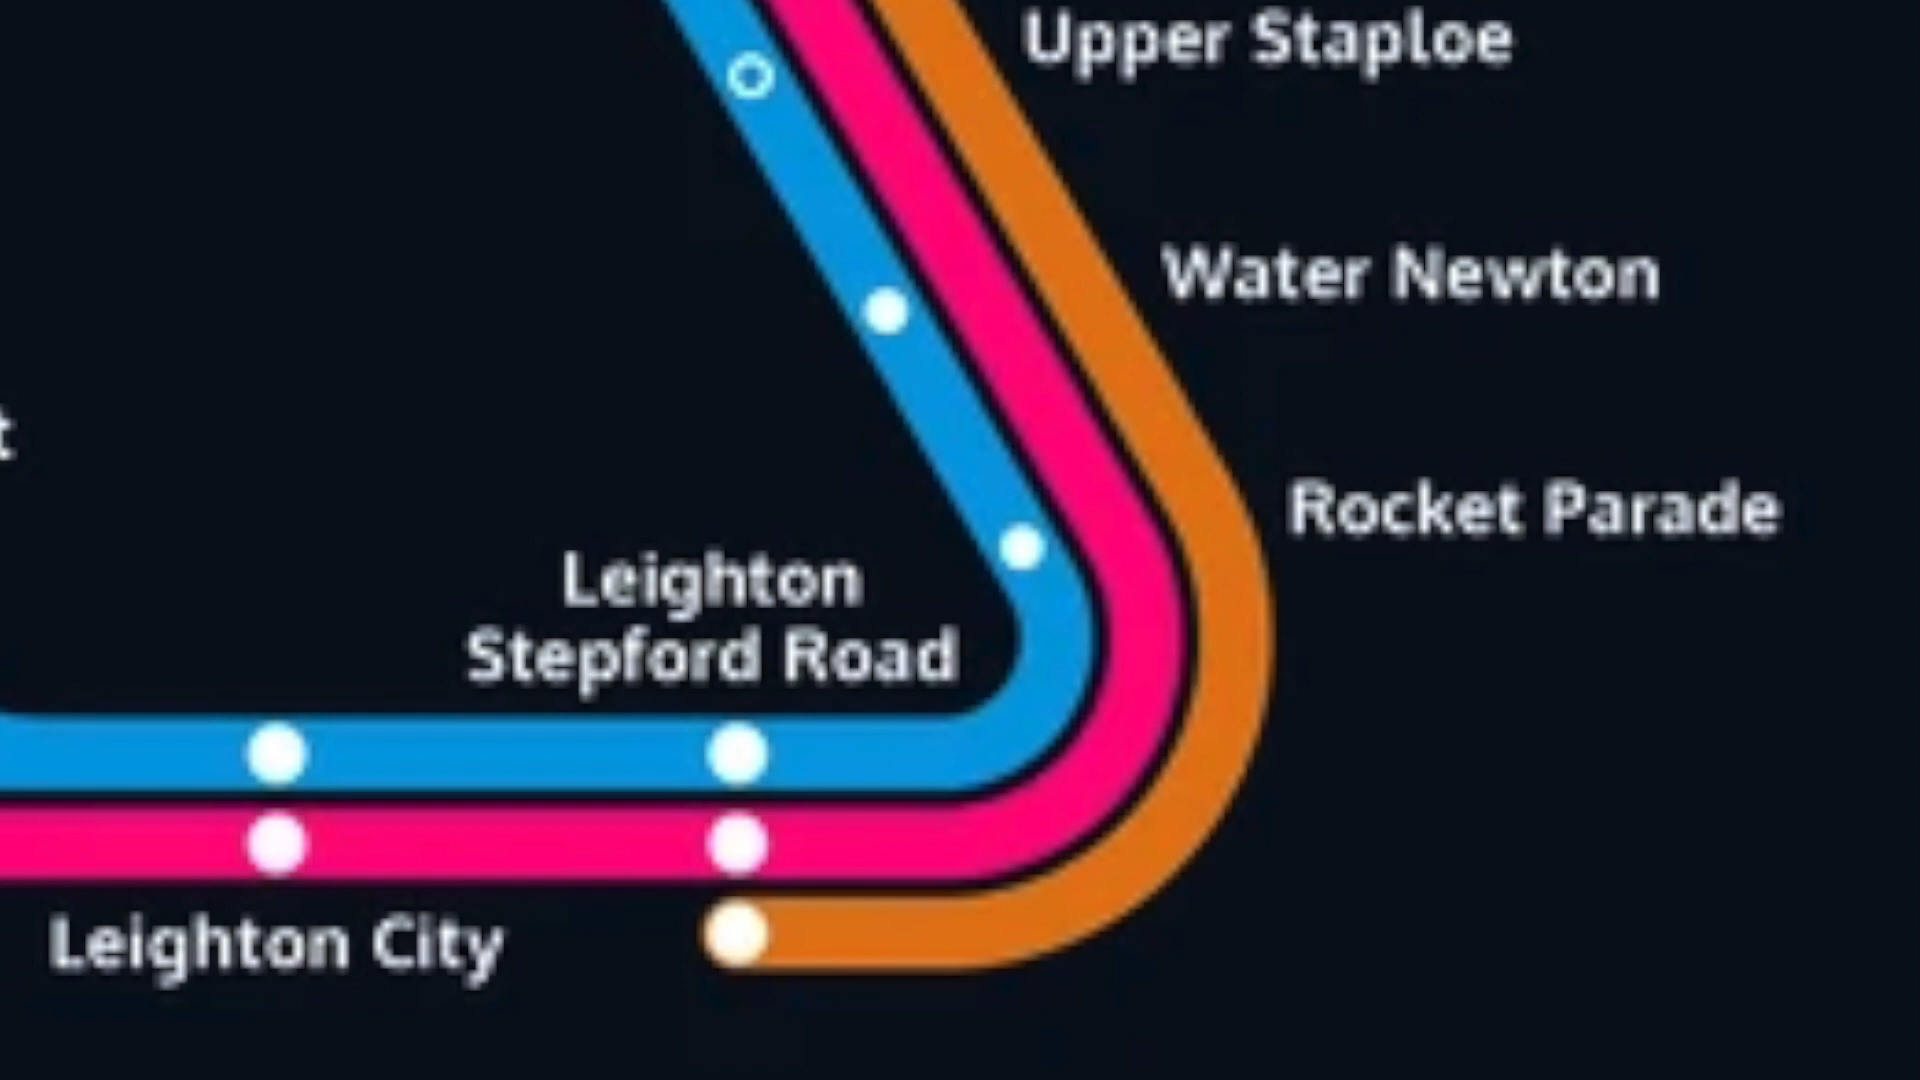 Upper Staploe
Water Newton
Rocket Parade
Leighton
Stepford Road
Leighton City